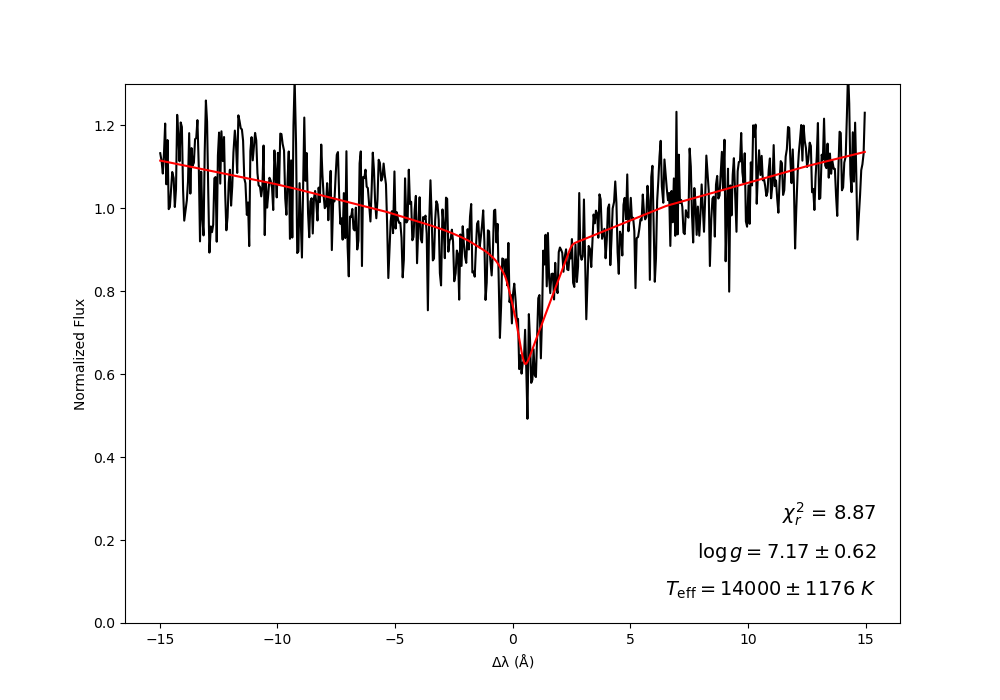 1.2
1.0
0.8
0.6
0.4
0.2
0.0
Normalized Flux
χ²ᵣ = 8.87
log g = 7.17 ± 0.62
T_eff = 14000 ± 1176 K
−15 −10 −5 0 5 10 15
Δλ (Å)